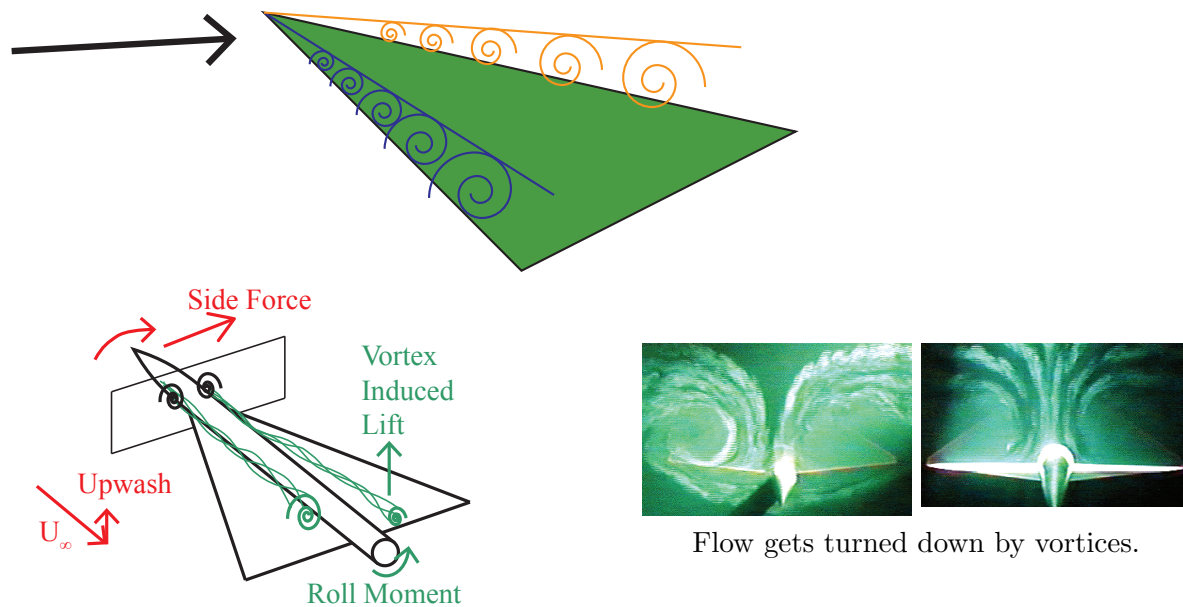 Side Force
Vortex
Induced
Lift
Upwash
U∞
Roll Moment
Flow gets turned down by vortices.